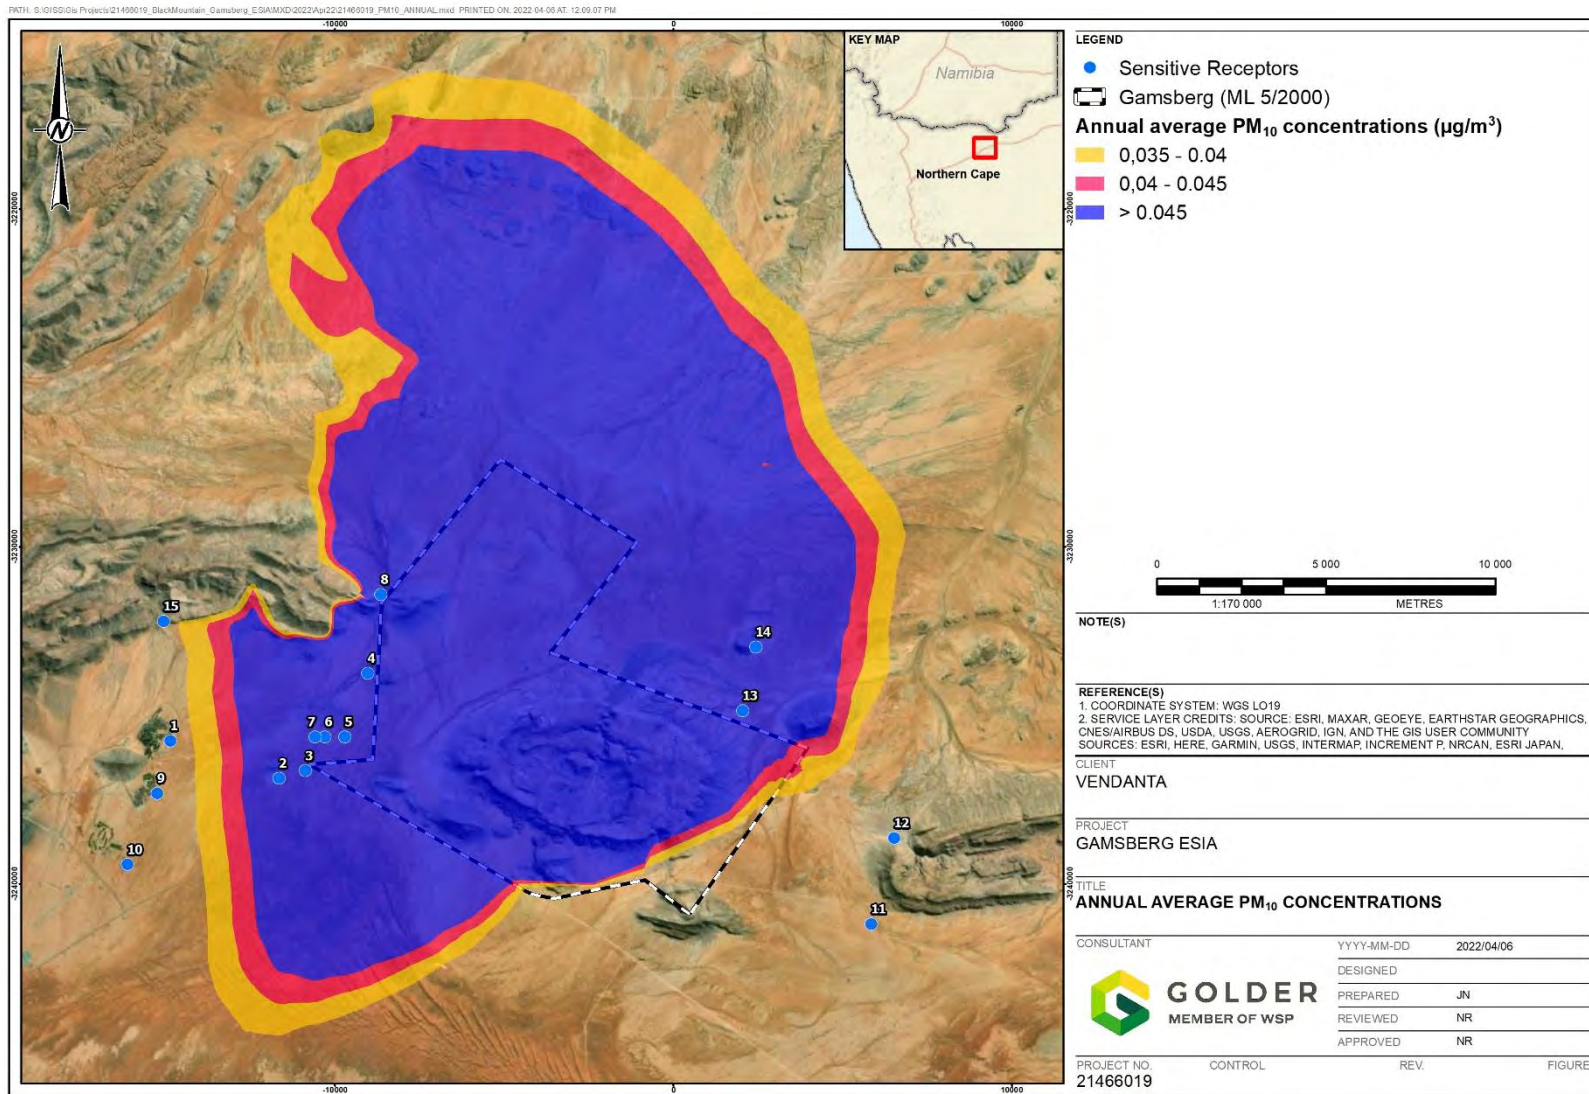 PATH: S:\GISS\Gis Projects\21466019_BlackMountain_Gamsberg_ESIA\MXD\2022\Apr22\21466019_PM10_ANNUAL.mxd PRINTED ON: 2022-04-06 AT: 12:09:07 PM
-10000
0
10000
N
KEY MAP
Namibia
Northern Cape
-3220000
-3220000
-3230000
-3230000
-3240000
-3240000
8
15
14
4
13
1
7
6
5
3
2
9
12
10
11
-10000
0
10000
LEGEND
Sensitive Receptors
Gamsberg (ML 5/2000)
Annual average PM₁₀ concentrations (µg/m³)
0,035 - 0.04
0,04 - 0.045
> 0.045
0
5 000
10 000
1:170 000
METRES
NOTE(S)
REFERENCE(S)
1. COORDINATE SYSTEM: WGS LO19
2. SERVICE LAYER CREDITS: SOURCE: ESRI, MAXAR, GEOEYE, EARTHSTAR GEOGRAPHICS,
CNES/AIRBUS DS, USDA, USGS, AEROGRID, IGN, AND THE GIS USER COMMUNITY
SOURCES: ESRI, HERE, GARMIN, USGS, INTERMAP, INCREMENT P, NRCAN, ESRI JAPAN,
CLIENT
VENDANTA
PROJECT
GAMSBERG ESIA
TITLE
ANNUAL AVERAGE PM₁₀ CONCENTRATIONS
CONSULTANT
GOLDER
MEMBER OF WSP
YYYY-MM-DD 2022/04/06
DESIGNED
PREPARED JN
REVIEWED NR
APPROVED NR
PROJECT NO. CONTROL REV. FIGURE
21466019